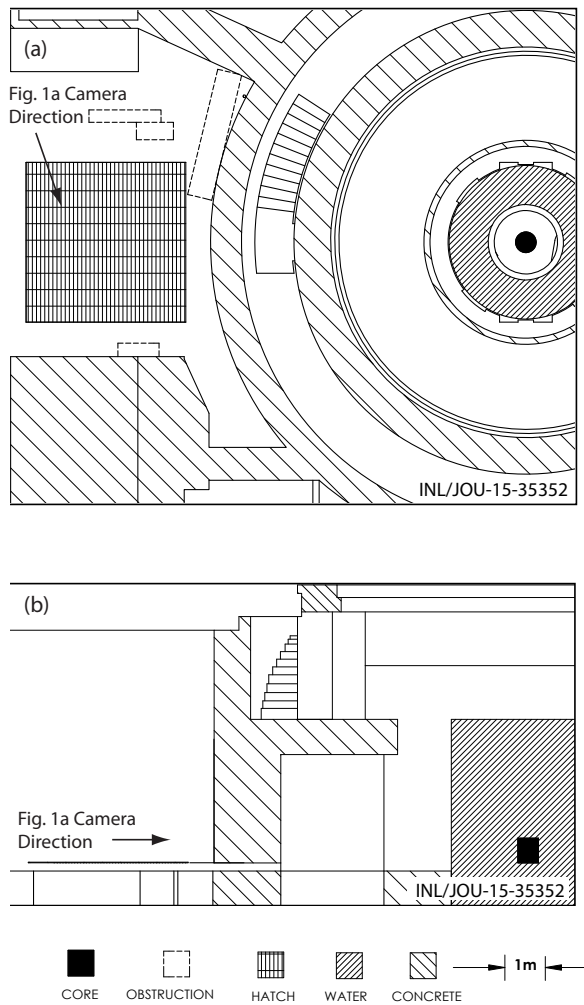 (a)
Fig. 1a Camera
Direction
INL/JOU-15-35352
(b)
Fig. 1a Camera
Direction
INL/JOU-15-35352
1m
CORE OBSTRUCTION HATCH WATER CONCRETE